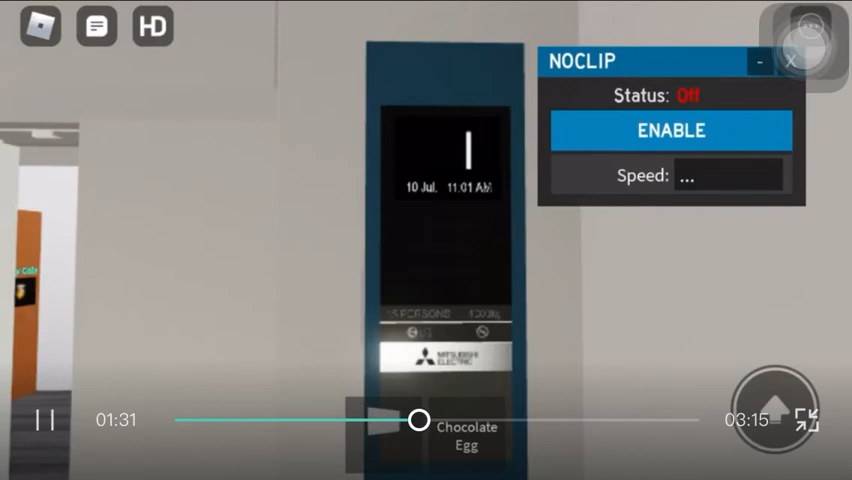 HD
NOCLIP
-
X
Status: Off
ENABLE
Speed: ...
1
10 Jul. 11:01 AM
15 PERSONS
MITSUBISHI
ELECTRIC
01:31
03:15
Chocolate
Egg